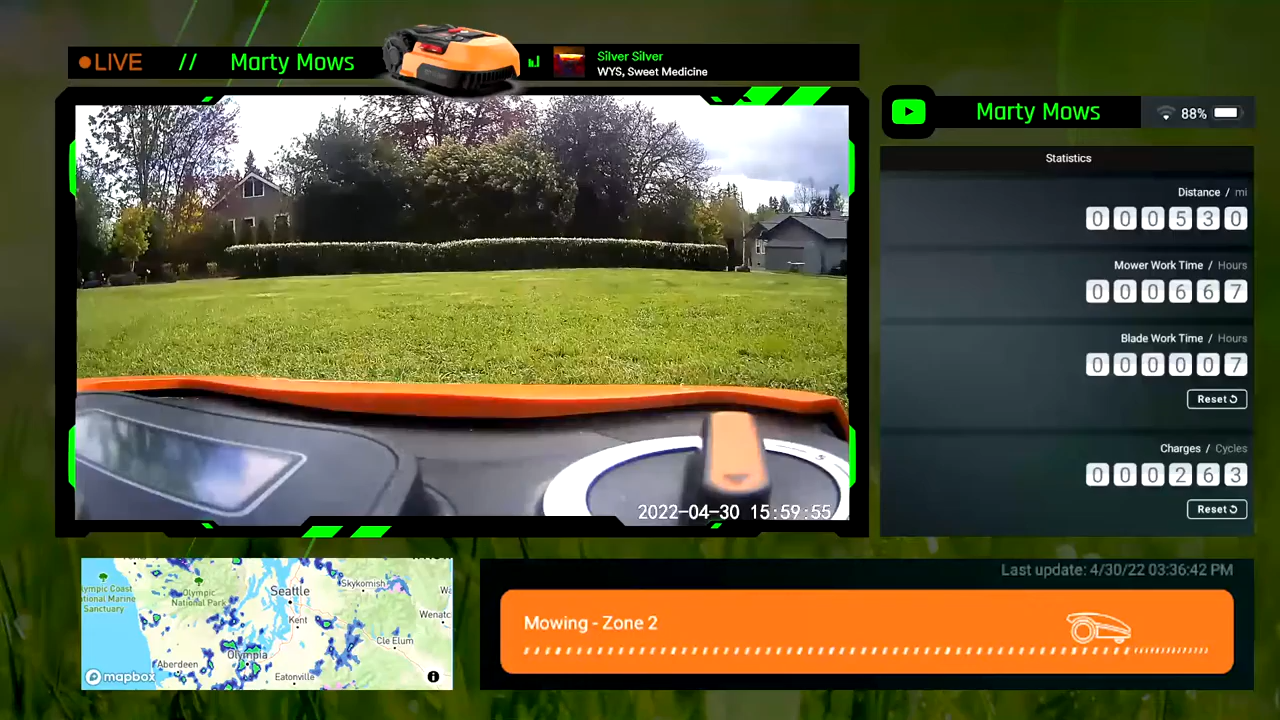 LIVE // Marty Mows
Silver Silver
WYS, Sweet Medicine
Marty Mows
88%
Statistics
Distance / mi
000530
Mower Work Time / Hours
000667
Blade Work Time / Hours
000007
Reset
Charges / Cycles
000263
Reset
2022-04-30 15:59:55
Olympic
National Park
Seattle
Skykomish
Kent
Cle Elum
Olympia
Aberdeen
Eatonville
mapbox
Last update: 4/30/22 03:36:42 PM
Mowing - Zone 2